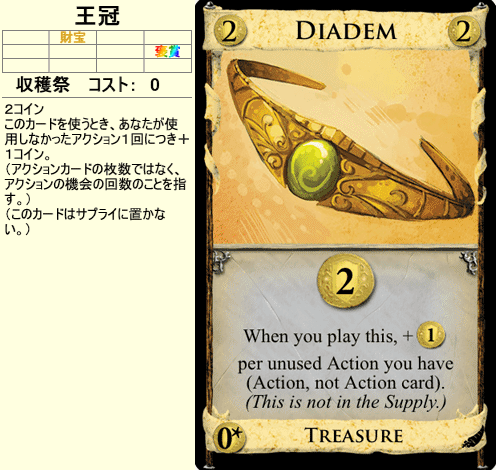 王冠
財宝
褒賞
収穫祭 コスト: 0
2コイン
このカードを使うとき、あなたが使
用しなかったアクション1回につき+
1コイン。
(アクションカードの枚数ではなく、
アクションの機会の回数のことを指
す。)
(このカードはサプライに置かな
い。)
2 DIADEM 2
2
When you play this, + 1
per unused Action you have
(Action, not Action card).
(This is not in the Supply.)
0* TREASURE